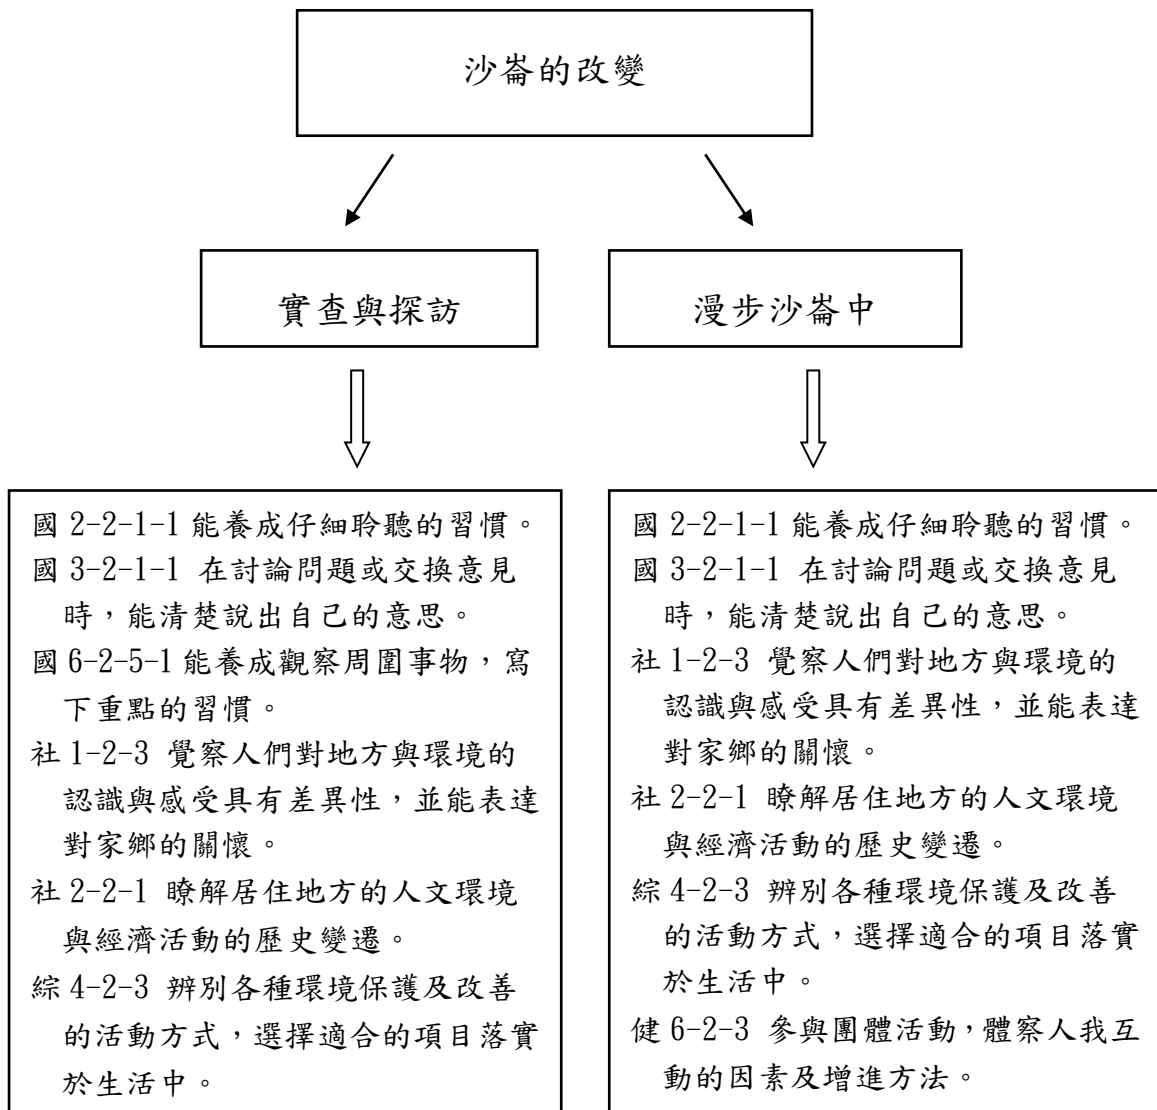 沙崙的改變
實查與探訪
漫步沙崙中
國 2-2-1-1 能養成仔細聆聽的習慣。
國 3-2-1-1 在討論問題或交換意見
時，能清楚說出自己的意思。
國 6-2-5-1 能養成觀察周圍事物，寫
下重點的習慣。
社 1-2-3 覺察人們對地方與環境的
認識與感受具有差異性，並能表達
對家鄉的關懷。
社 2-2-1 瞭解居住地方的人文環境
與經濟活動的歷史變遷。
綜 4-2-3 辨別各種環境保護及改善
的活動方式，選擇適合的項目落實
於生活中。
國 2-2-1-1 能養成仔細聆聽的習慣。
國 3-2-1-1 在討論問題或交換意見
時，能清楚說出自己的意思。
社 1-2-3 覺察人們對地方與環境的
認識與感受具有差異性，並能表達
對家鄉的關懷。
社 2-2-1 瞭解居住地方的人文環境
與經濟活動的歷史變遷。
綜 4-2-3 辨別各種環境保護及改善
的活動方式，選擇適合的項目落實
於生活中。
健 6-2-3 參與團體活動，體察人我互
動的因素及增進方法。